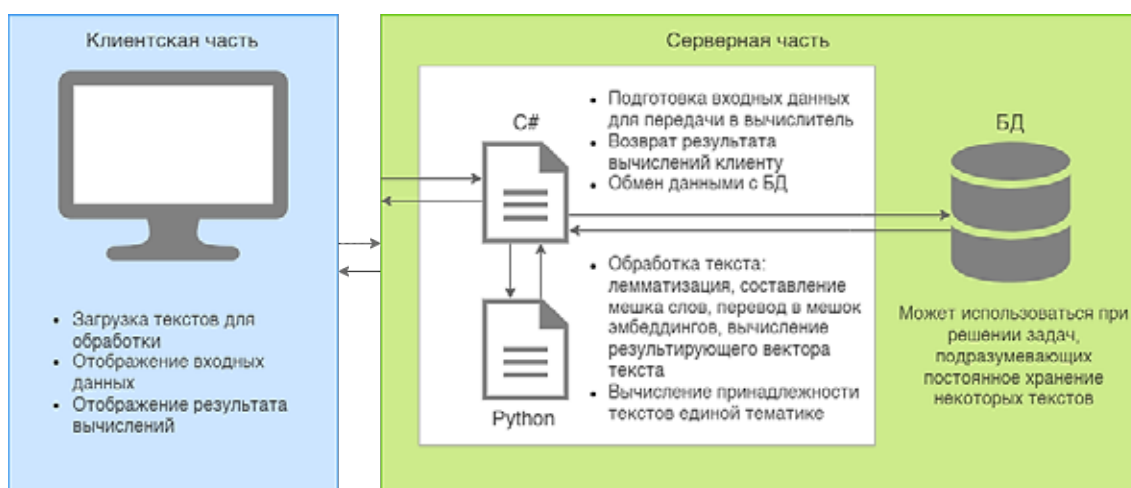 Клиентская часть
• Загрузка текстов для
обработки
• Отображение входных
данных
• Отображение результата
вычислений
Серверная часть
C#
• Подготовка входных данных
для передачи в вычислитель
• Возврат результата
вычислений клиенту
• Обмен данными с БД
Python
• Обработка текста:
лемматизация, составление
мешка слов, перевод в мешок
эмбеддингов, вычисление
результирующего вектора
текста
• Вычисление принадлежности
текстов единой тематике
БД
Может использоваться при
решении задач,
подразумевающих
постоянное хранение
некоторых текстов